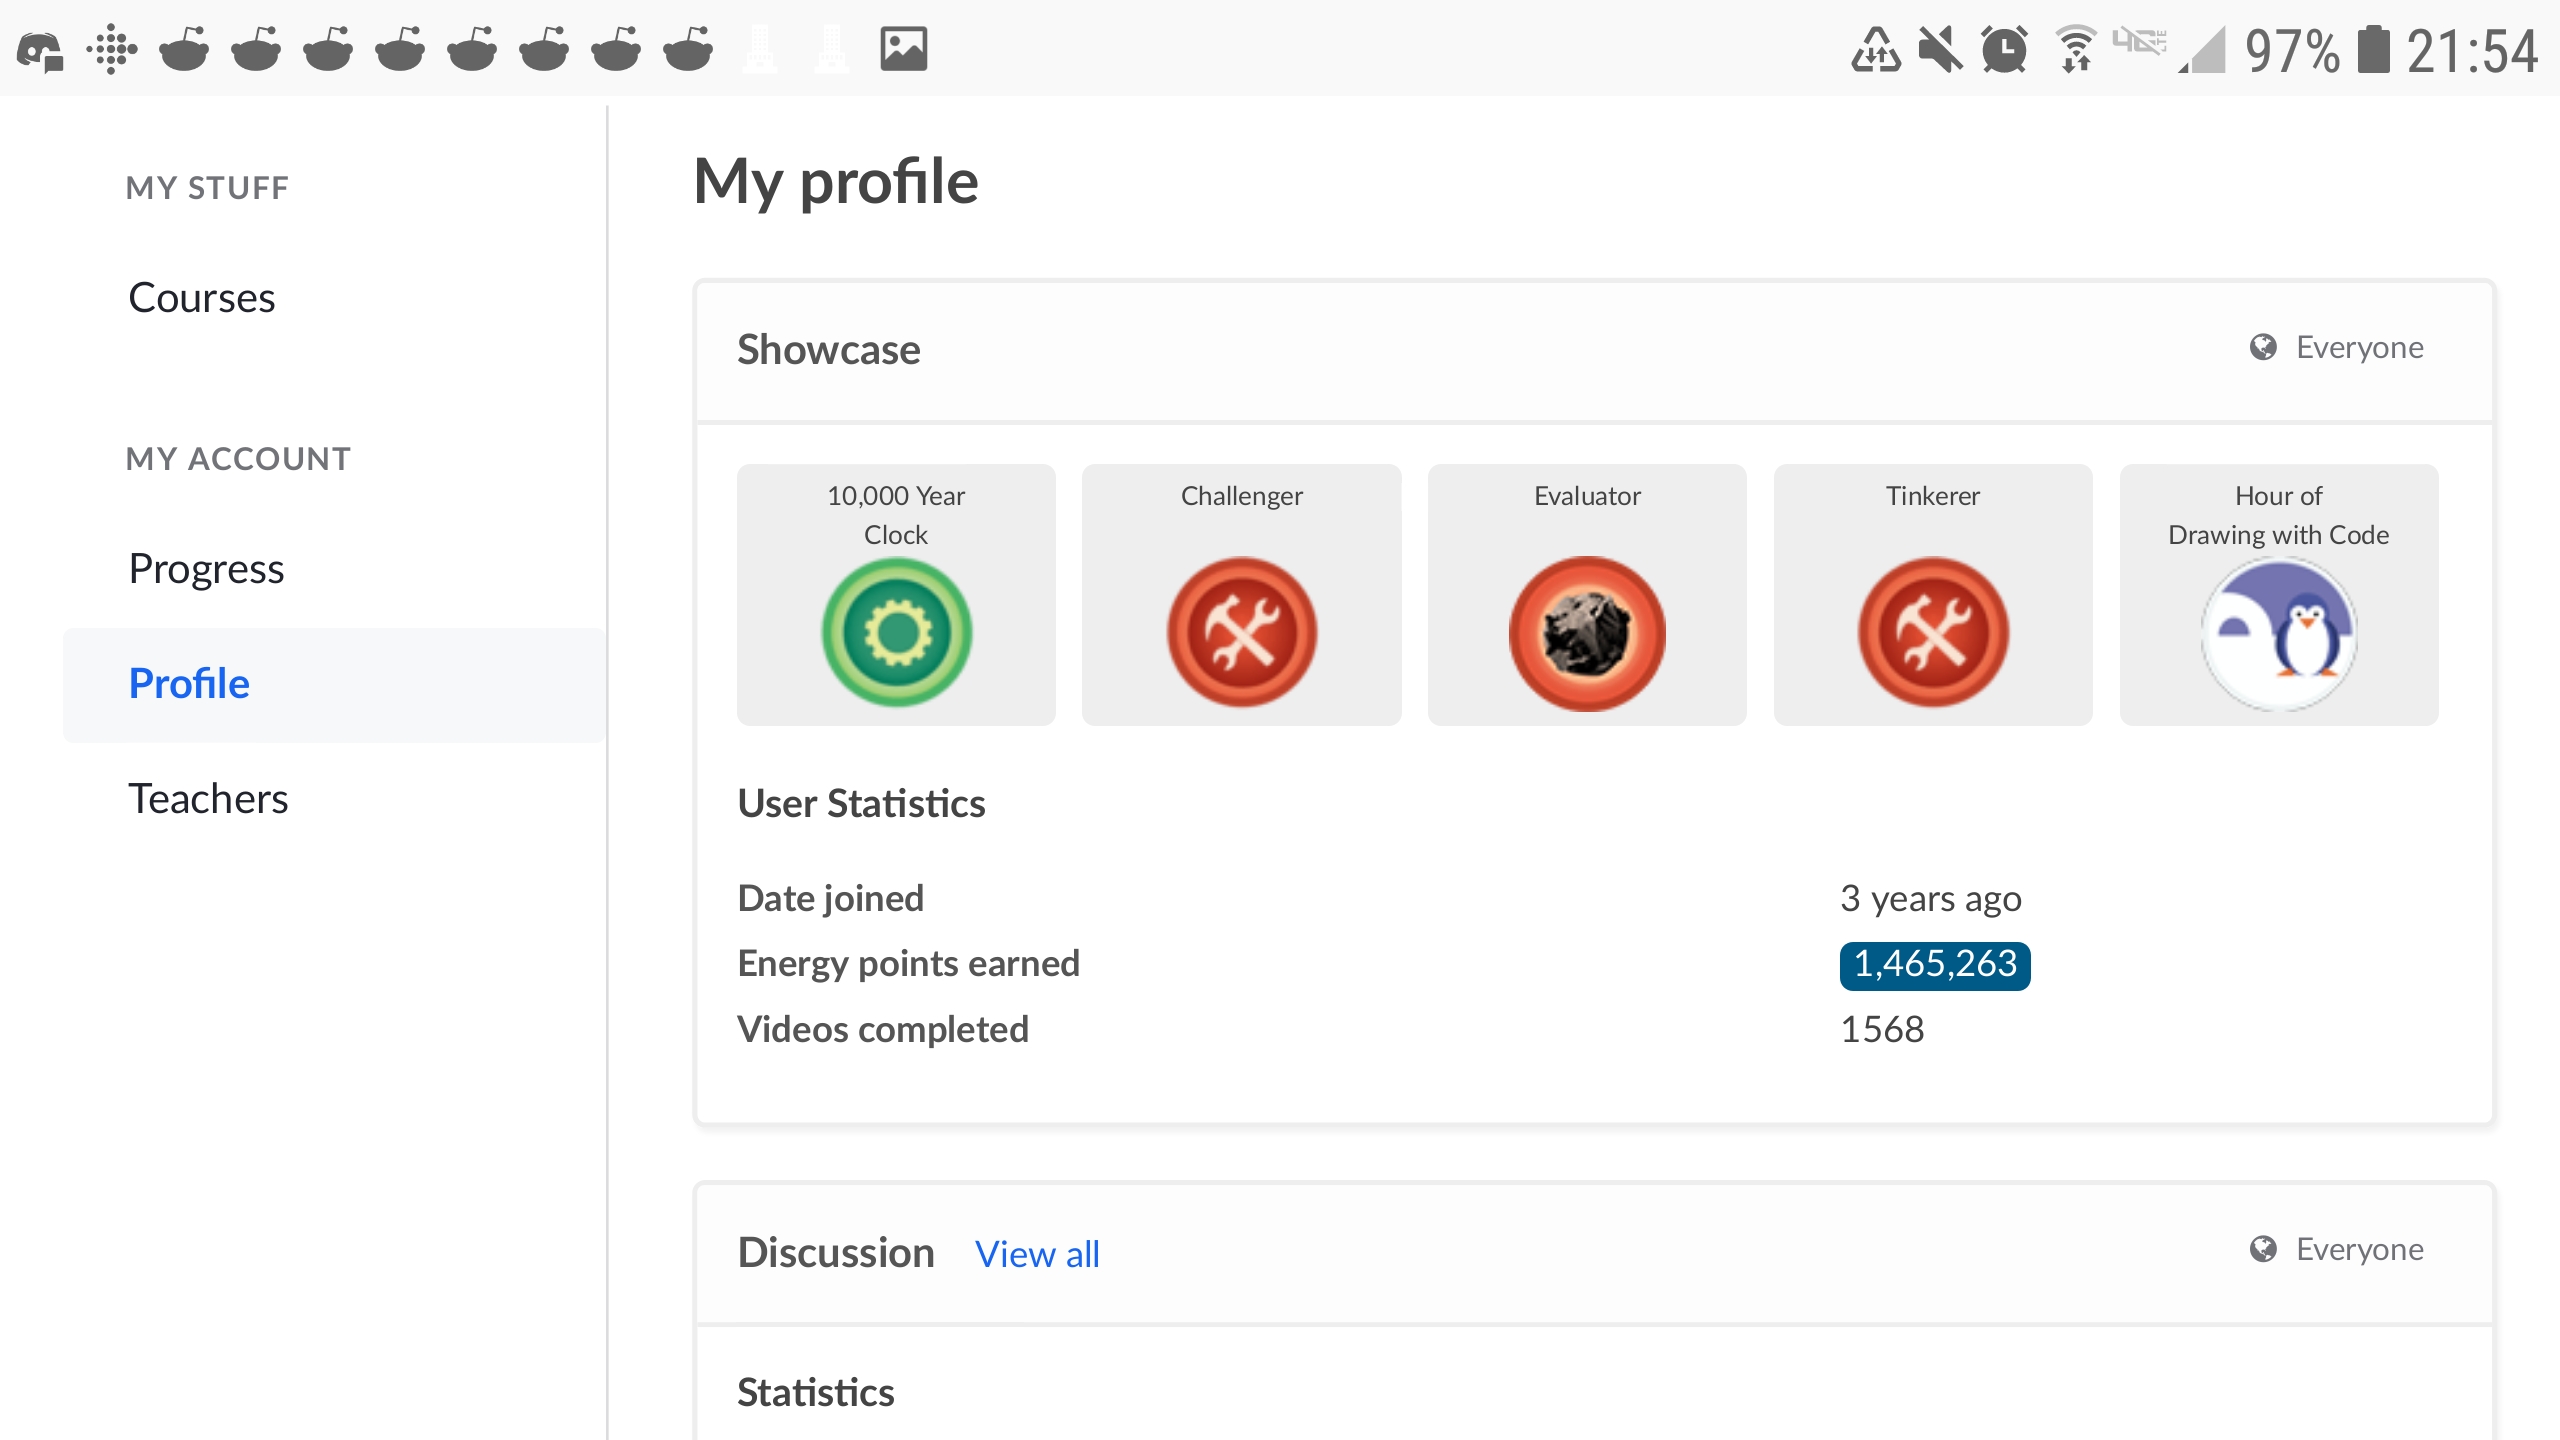 97% 21:54
MY STUFF
Courses
MY ACCOUNT
Progress
Profile
Teachers
My profile
Showcase
Everyone
10,000 Year
Clock
Challenger
Evaluator
Tinkerer
Hour of
Drawing with Code
User Statistics
Date joined 3 years ago
Energy points earned 1,465,263
Videos completed 1568
Discussion View all
Everyone
Statistics